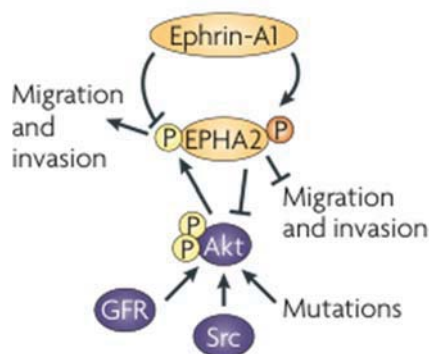 Ephrin-A1
Migration
and
invasion
P
EPHA2
P
Migration
and invasion
P
P
Akt
GFR
Src
Mutations